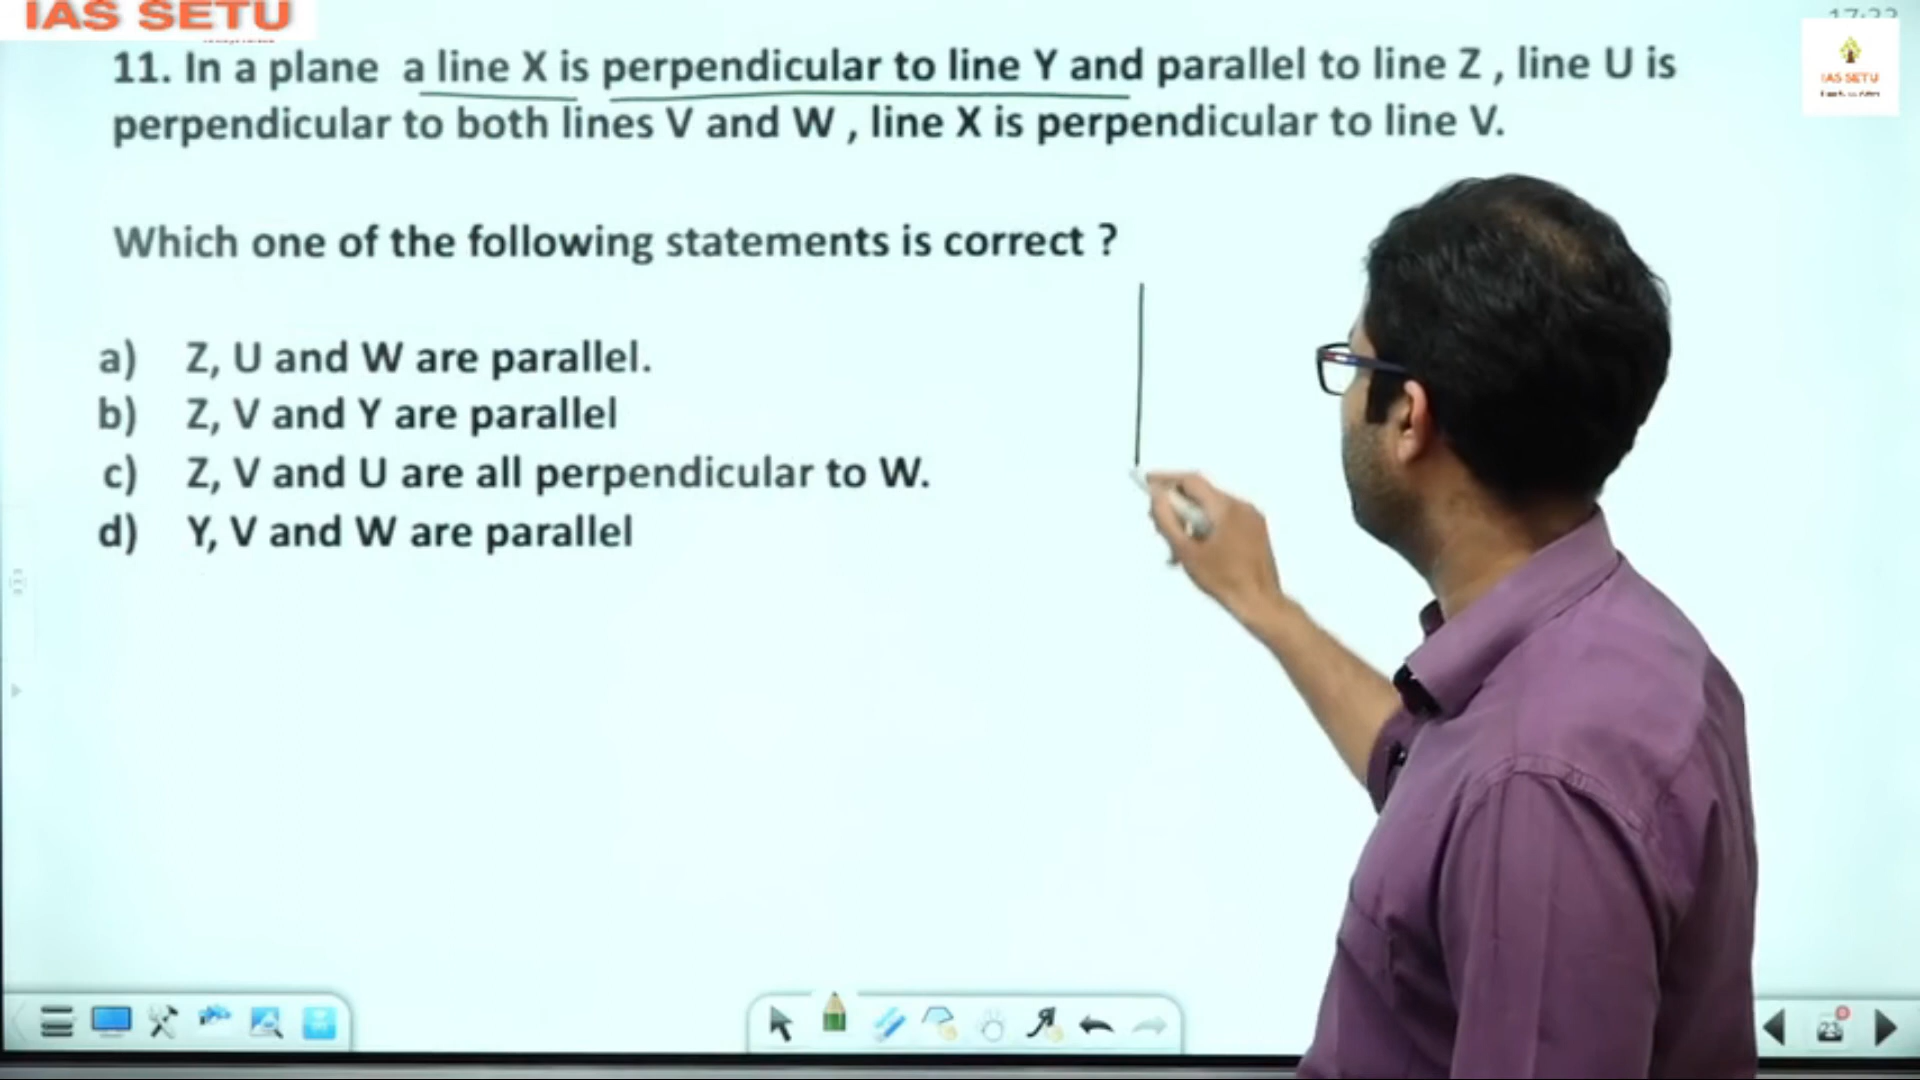 IAS SETU
11. In a plane a line X is perpendicular to line Y and parallel to line Z , line U is
perpendicular to both lines V and W , line X is perpendicular to line V.
IAS SETU
Which one of the following statements is correct ?
a) Z, U and W are parallel.
b) Z, V and Y are parallel
c) Z, V and U are all perpendicular to W.
d) Y, V and W are parallel
23